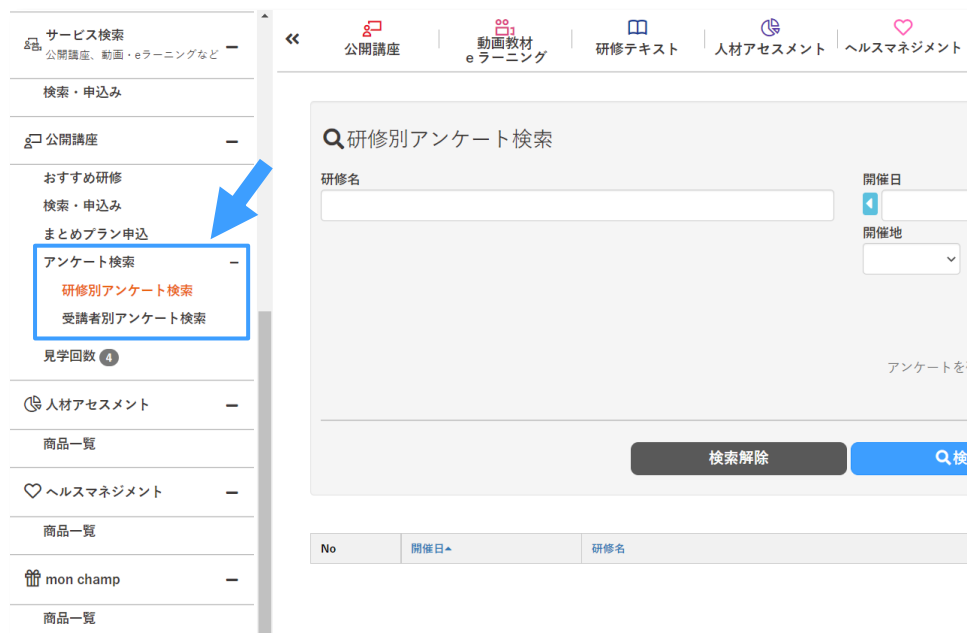 サービス検索
公開講座、動画・eラーニングなど
検索・申込み
公開講座
おすすめ研修
検索・申込み
まとめプラン申込
アンケート検索
研修別アンケート検索
受講者別アンケート検索
見学回数 4
人材アセスメント
商品一覧
ヘルスマネジメント
商品一覧
mon champ
商品一覧
公開講座
動画教材
eラーニング
研修テキスト
人材アセスメント
ヘルスマネジメント
研修別アンケート検索
研修名
開催日
開催地
アンケートを
検索解除
検
No 開催日 研修名